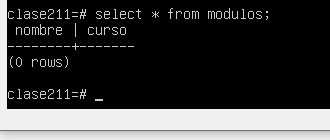 clase211=# select * from modulos;
 nombre | curso
--------+-------
(0 rows)

clase211=# _